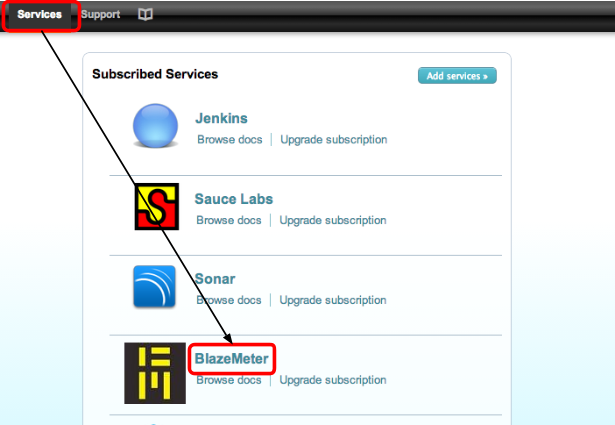 Services Support
Subscribed Services
Add services »
Jenkins
Browse docs Upgrade subscription
Sauce Labs
Browse docs Upgrade subscription
Sonar
Browse docs Upgrade subscription
BlazeMeter
Browse docs Upgrade subscription